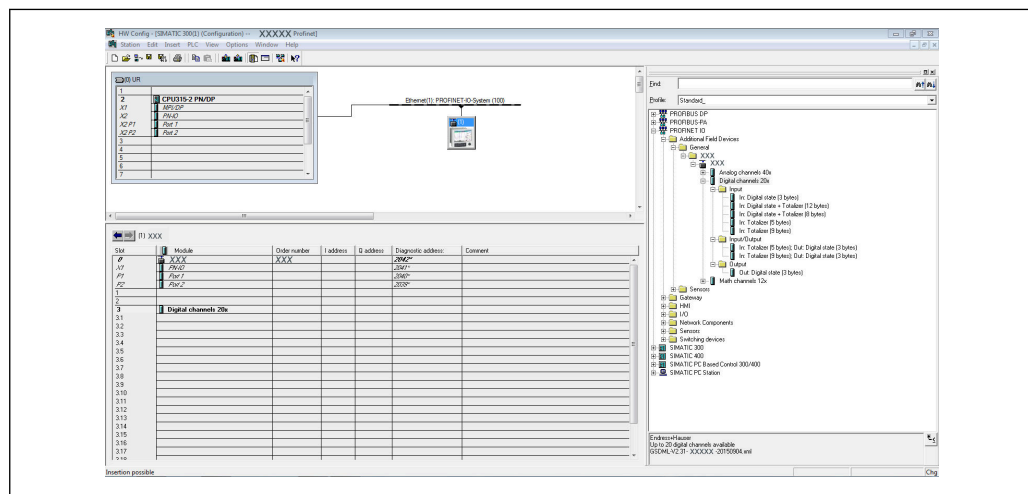 HW Config - [SIMATIC 300(1) (Configuration) -- XXXXX Profinet]
Station Edit Insert PLC View Options Window Help
(0) UR
1
2 CPU315-2 PN/DP
X1 MPI/DP
X2 PN-IO
X2 P1 Port 1
X2 P2 Port 2
3
4
5
6
7
Ethernet(1): PROFINET-IO-System (100)
(1) XXX
Slot Module Order number I address Q address Diagnostic address: Comment
0 XXX XXX 2042*
X1 PN-IO 2041*
P1 Port 1 2040*
P2 Port 2 2039*
1
2
3 Digital channels 20x
3.1
3.2
3.3
3.4
3.5
3.6
3.7
3.8
3.9
3.10
3.11
3.12
3.13
3.14
3.15
3.16
3.17
3.18
Insertion possible
Find:
Profile: Standard_
PROFIBUS DP
PROFIBUS-PA
PROFINET IO
Additional Field Devices
General
XXX
XXX
Analog channels 40x
Digital channels 20x
Input
In: Digital state (3 bytes)
In: Digital state + Totalizer (12 bytes)
In: Digital state + Totalizer (8 bytes)
In: Totalizer (5 bytes)
In: Totalizer (9 bytes)
Input/Output
In: Totalizer (5 bytes); Out: Digital state (3 bytes)
In: Totalizer (9 bytes); Out: Digital state (3 bytes)
Output
Out: Digital state (3 bytes)
Math channels 12x
Sensors
Gateway
HMI
I/O
Network Components
Sensors
Switching devices
SIMATIC 300
SIMATIC 400
SIMATIC PC Based Control 300/400
SIMATIC PC Station
Endress+Hauser
Up to 20 digital channels available
GSDML-V2.31- XXXXX -20150904.xml
Chg